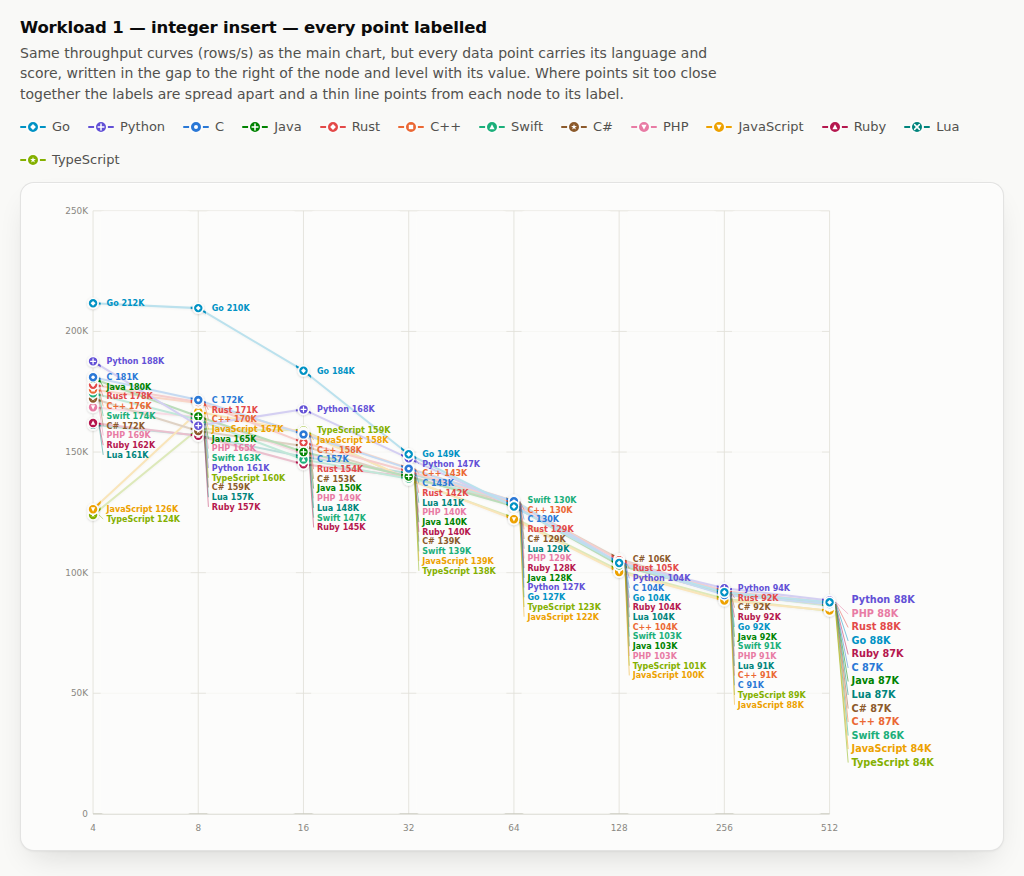 Workload 1 — integer insert — every point labelled
Same throughput curves (rows/s) as the main chart, but every data point carries its language and
score, written in the gap to the right of the node and level with its value. Where points sit too close
together the labels are spread apart and a thin line points from each node to its label.
Go Python C Java Rust C++ Swift C# PHP JavaScript Ruby Lua
TypeScript
250K
200K
150K
100K
50K
0
Go 212K
Python 188K
C 181K
Java 180K
Rust 178K
C++ 176K
Swift 174K
C# 172K
PHP 169K
Ruby 162K
Lua 161K
JavaScript 126K
TypeScript 124K
Go 210K
C 172K
Rust 171K
C++ 170K
JavaScript 167K
Java 165K
PHP 165K
Swift 163K
Python 161K
TypeScript 160K
C# 159K
Lua 157K
Ruby 157K
Go 184K
Python 168K
TypeScript 159K
JavaScript 158K
C++ 158K
C 157K
Rust 154K
C# 153K
Java 150K
PHP 149K
Lua 148K
Swift 147K
Ruby 145K
Go 149K
Python 147K
C++ 143K
C 143K
Rust 142K
Lua 141K
PHP 140K
Java 140K
Ruby 140K
C# 139K
Swift 139K
JavaScript 139K
TypeScript 138K
Swift 130K
C++ 130K
C 130K
Rust 129K
C# 129K
Lua 129K
PHP 129K
Ruby 128K
Java 128K
Python 127K
Go 127K
TypeScript 123K
JavaScript 122K
C# 106K
Rust 105K
Python 104K
C 104K
Go 104K
Ruby 104K
Lua 104K
C++ 104K
Swift 103K
Java 103K
PHP 103K
TypeScript 101K
JavaScript 100K
Python 94K
Rust 92K
C# 92K
Ruby 92K
Go 92K
Java 92K
Swift 91K
PHP 91K
Lua 91K
C++ 91K
C 91K
TypeScript 89K
JavaScript 88K
Python 88K
PHP 88K
Rust 88K
Go 88K
Ruby 87K
C 87K
Java 87K
Lua 87K
C# 87K
C++ 87K
Swift 86K
JavaScript 84K
TypeScript 84K
4 8 16 32 64 128 256 512